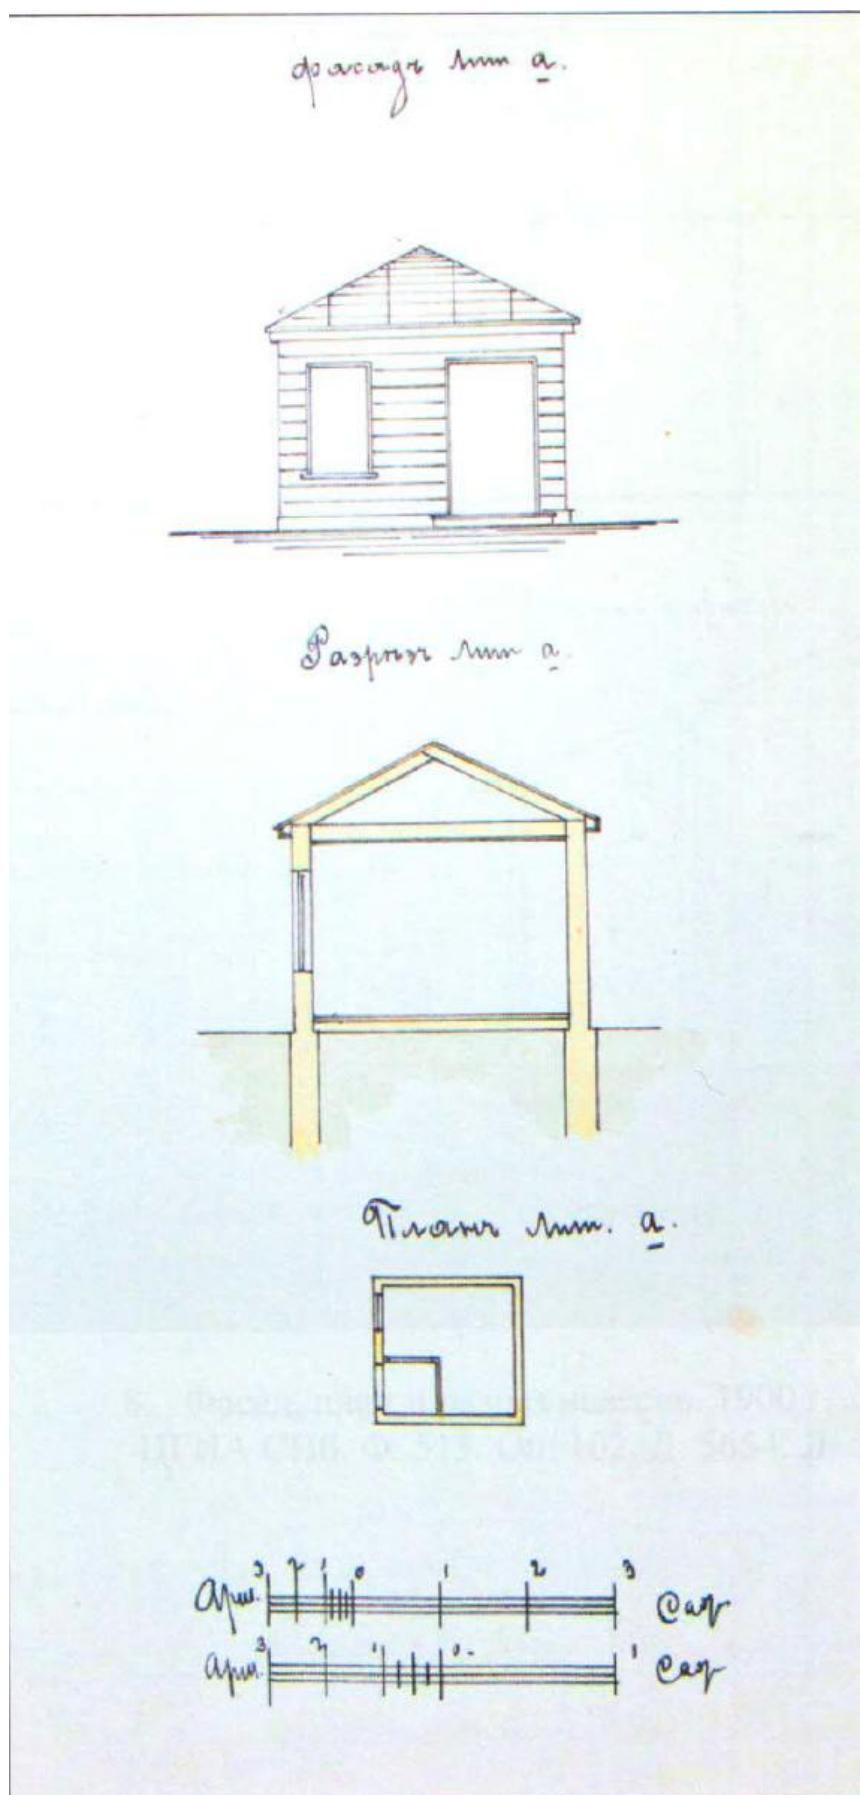 фасадъ лит а.
Разрѣзъ лит а.
Планъ лит. а.
Арш. 3 2 1 0 1 2 3 Саж
Арш. 3 2 1 0 1 Саж